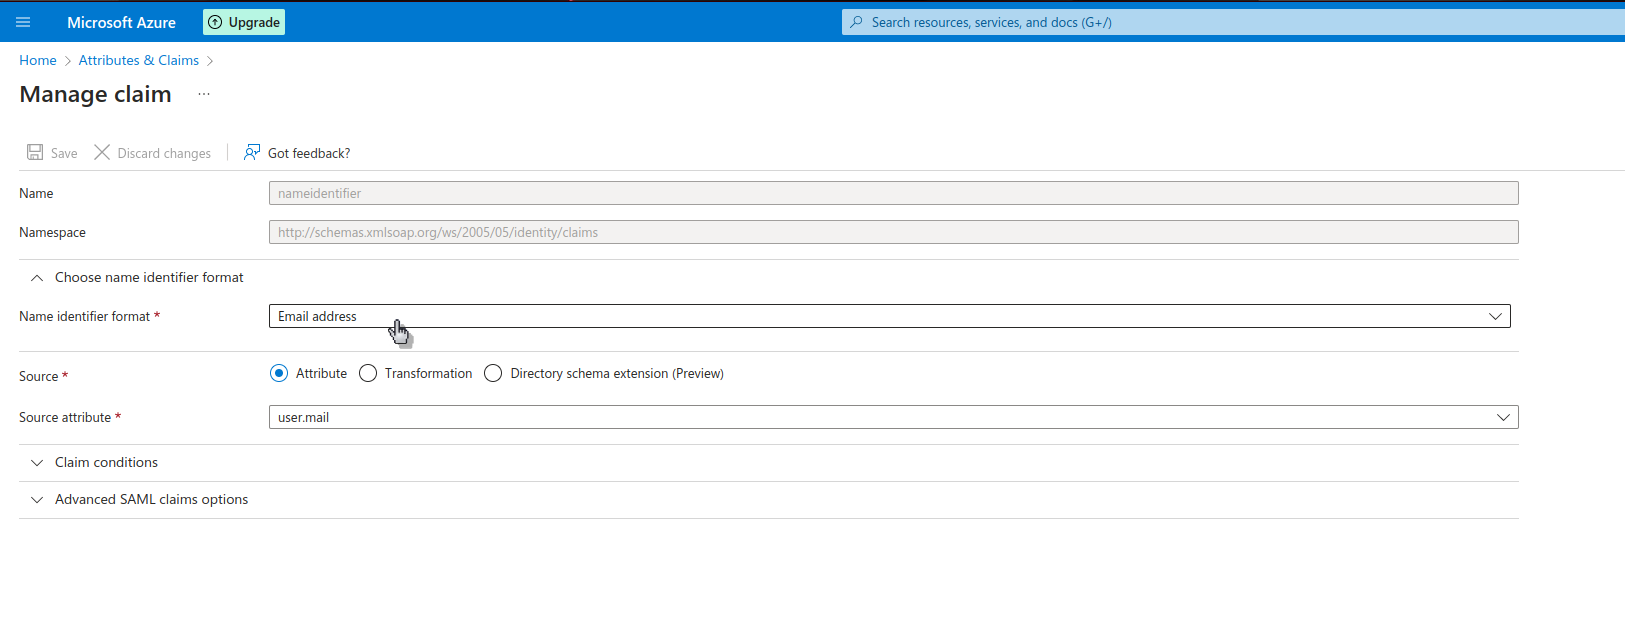 Microsoft Azure Upgrade Search resources, services, and docs (G+/)
Home > Attributes & Claims >
Manage claim ...
Save Discard changes Got feedback?
Name nameidentifier
Namespace http://schemas.xmlsoap.org/ws/2005/05/identity/claims
Choose name identifier format
Name identifier format * Email address
Source * Attribute Transformation Directory schema extension (Preview)
Source attribute * user.mail
Claim conditions
Advanced SAML claims options